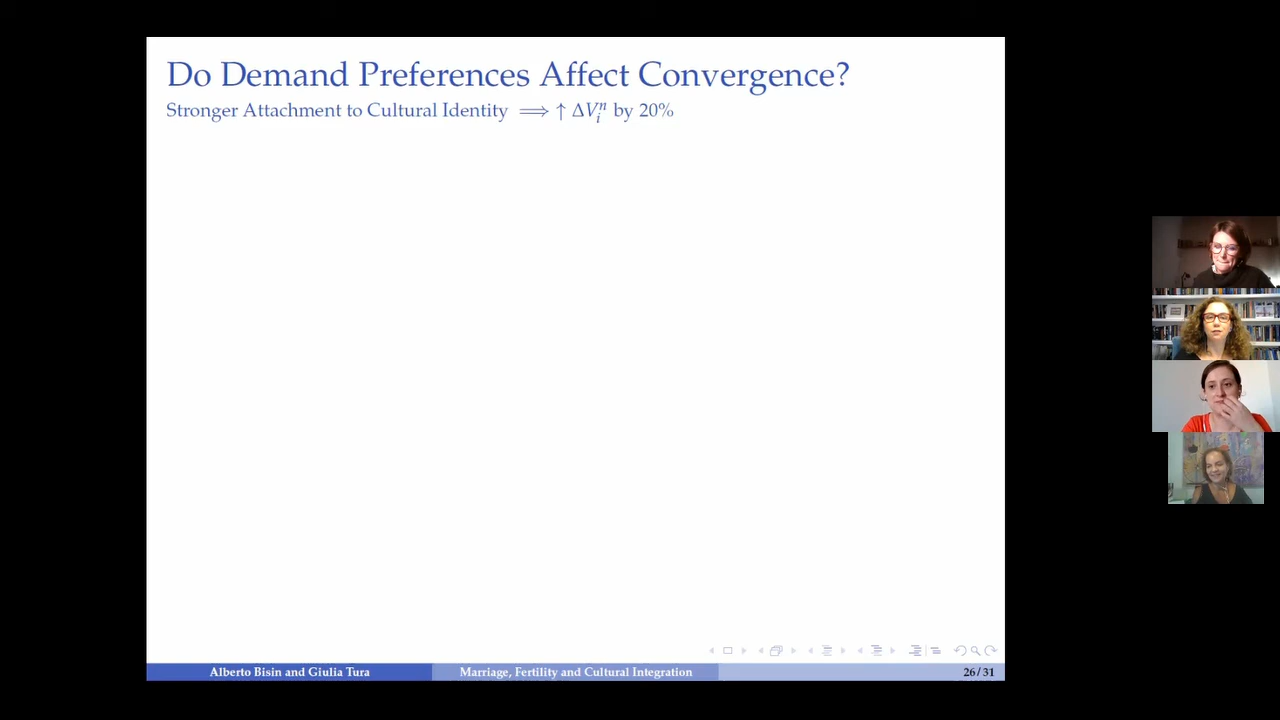 Do Demand Preferences Affect Convergence?
Stronger Attachment to Cultural Identity ⟹ ↑ ΔV_i^n by 20%
Alberto Bisin and Giulia Tura
Marriage, Fertility and Cultural Integration
26 / 31